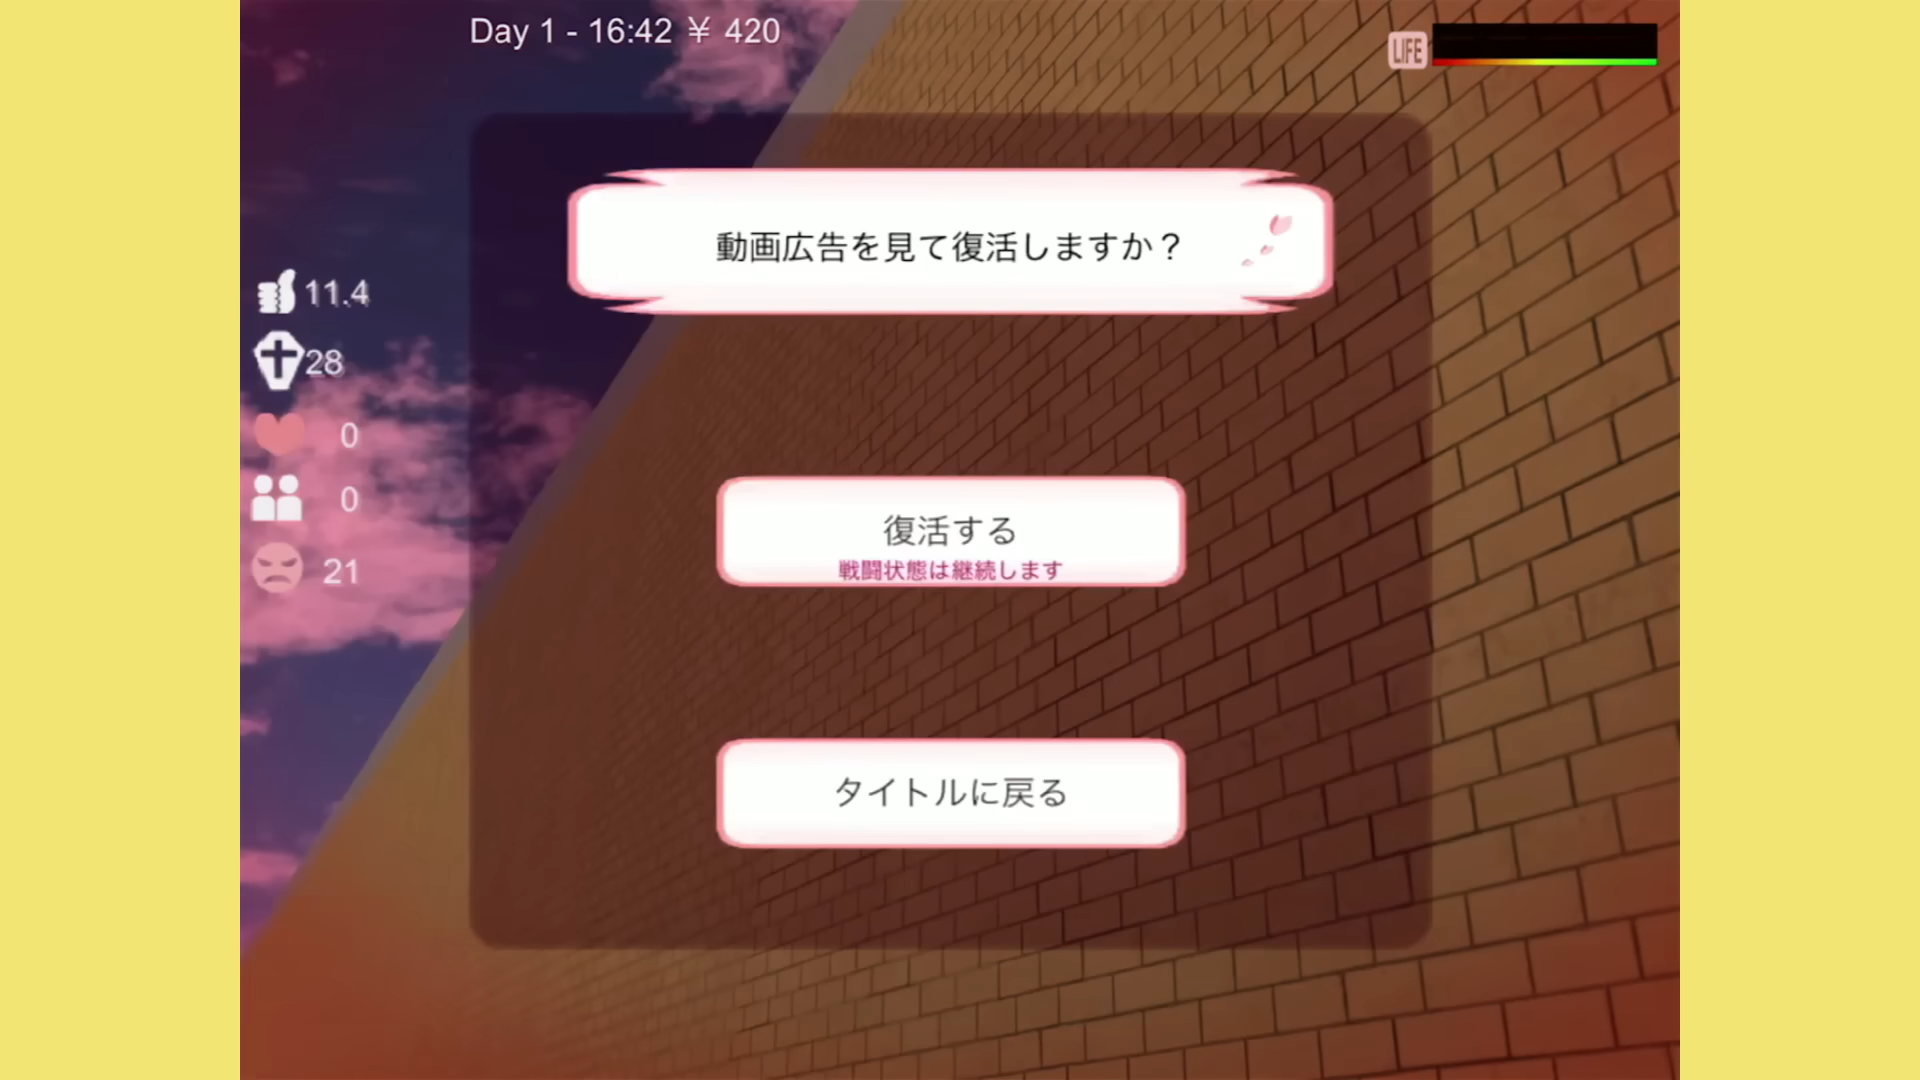 Day 1 - 16:42 ¥ 420
LIFE
動画広告を見て復活しますか？
11.4
28
0
0
21
復活する
戦闘状態は継続します
タイトルに戻る